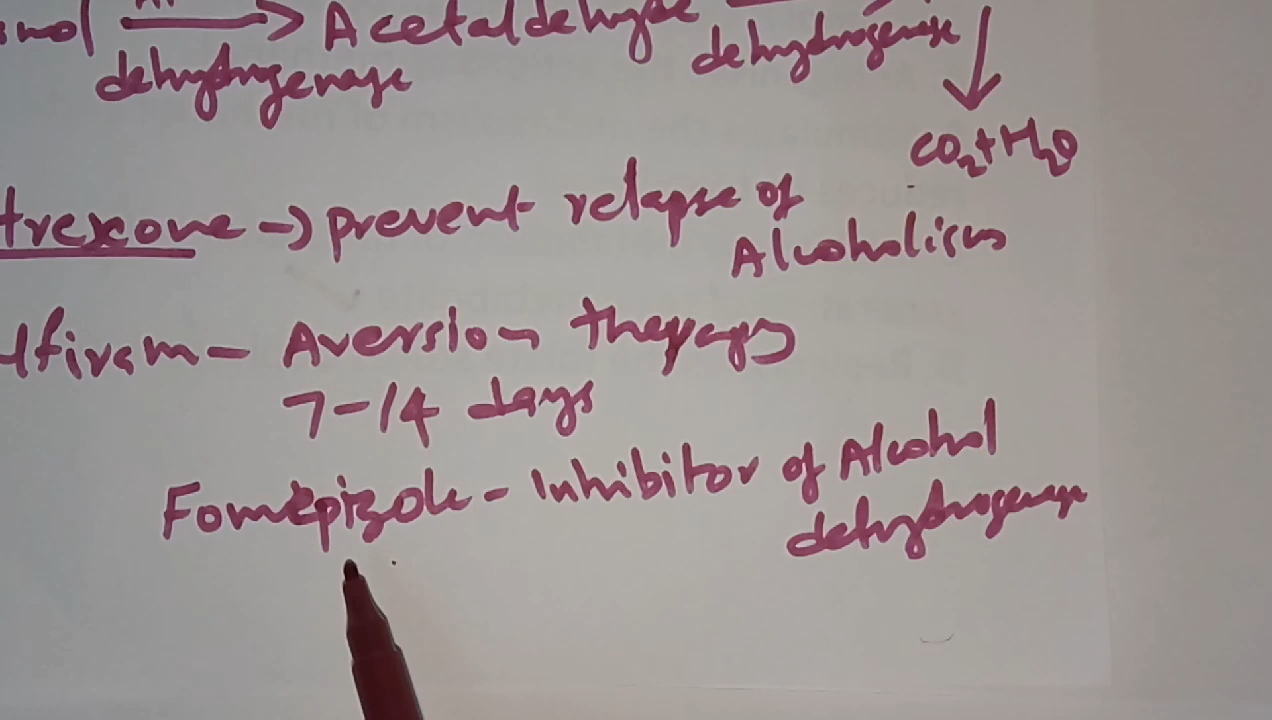 Acetaldehyde
dehydrogenase dehydrogenase
CO2+H2O
trexone → prevent relapse of
Alcoholism
lfiram - Aversion therapy
7-14 days
Fomepizole - Inhibitor of Alcohol
dehydrogenase